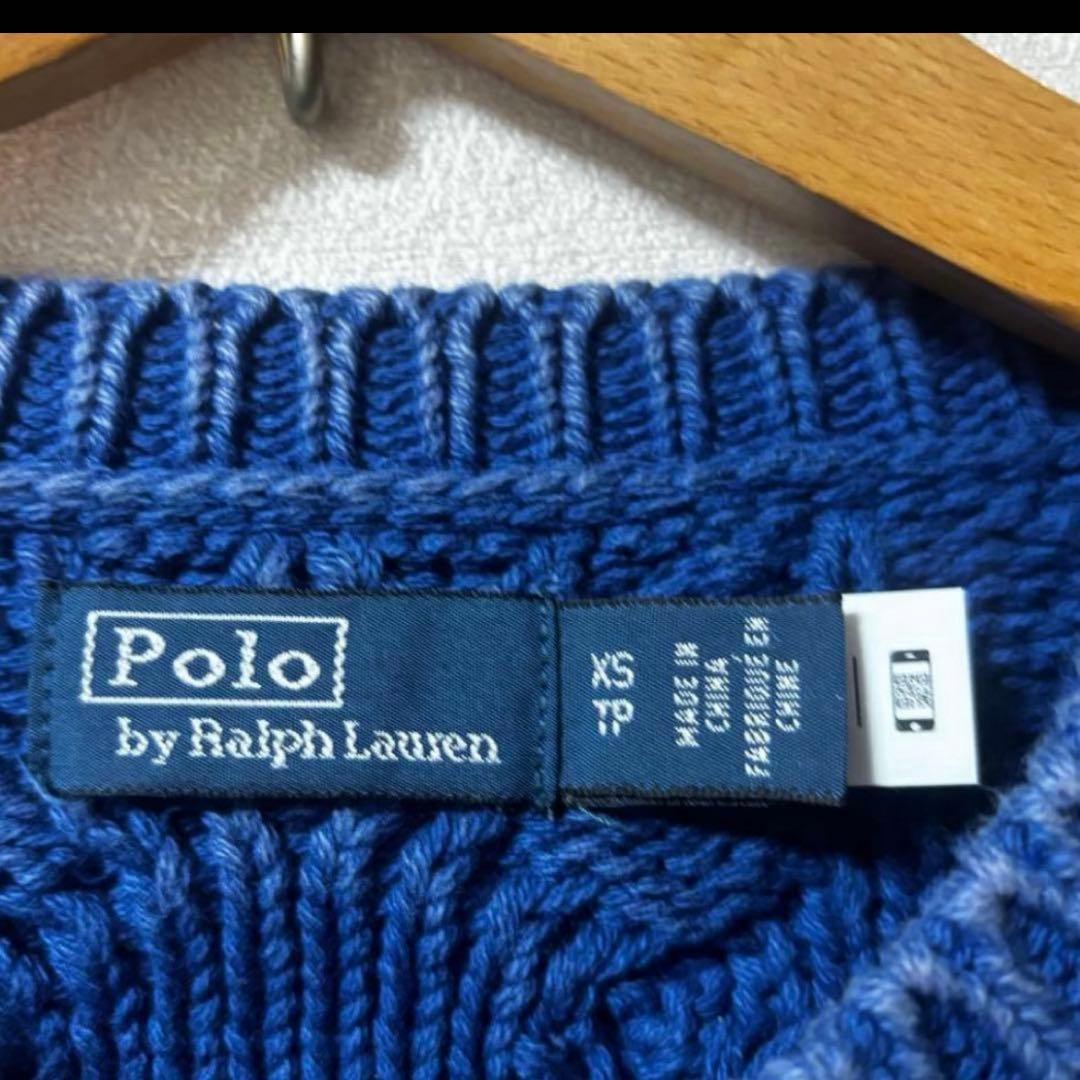 Polo
by Ralph Lauren
XS
TP
MADE IN
CHINA
FABRIQUÉ EN
CHINE